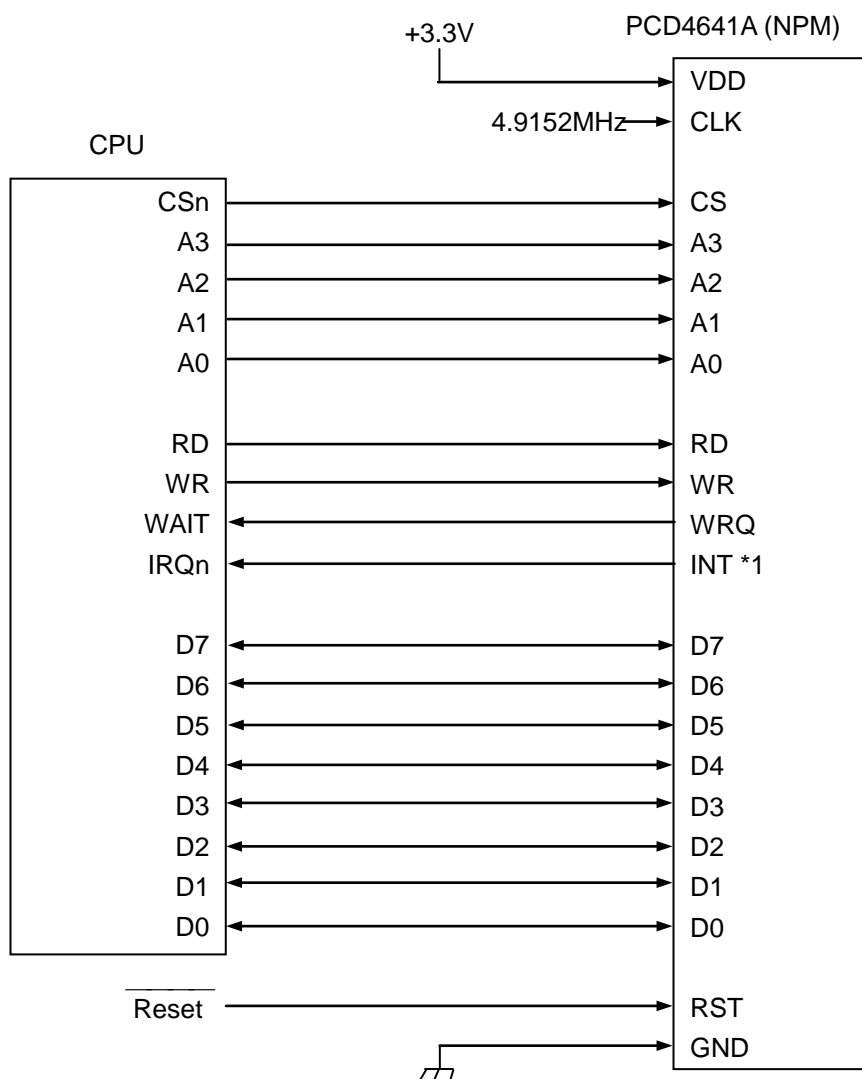 +3.3V
PCD4641A (NPM)
VDD
4.9152MHz
CLK
CPU
CSn
CS
A3
A3
A2
A2
A1
A1
A0
A0
RD
RD
WR
WR
WAIT
WRQ
IRQn
INT *1
D7
D7
D6
D6
D5
D5
D4
D4
D3
D3
D2
D2
D1
D1
D0
D0
Reset
RST
GND